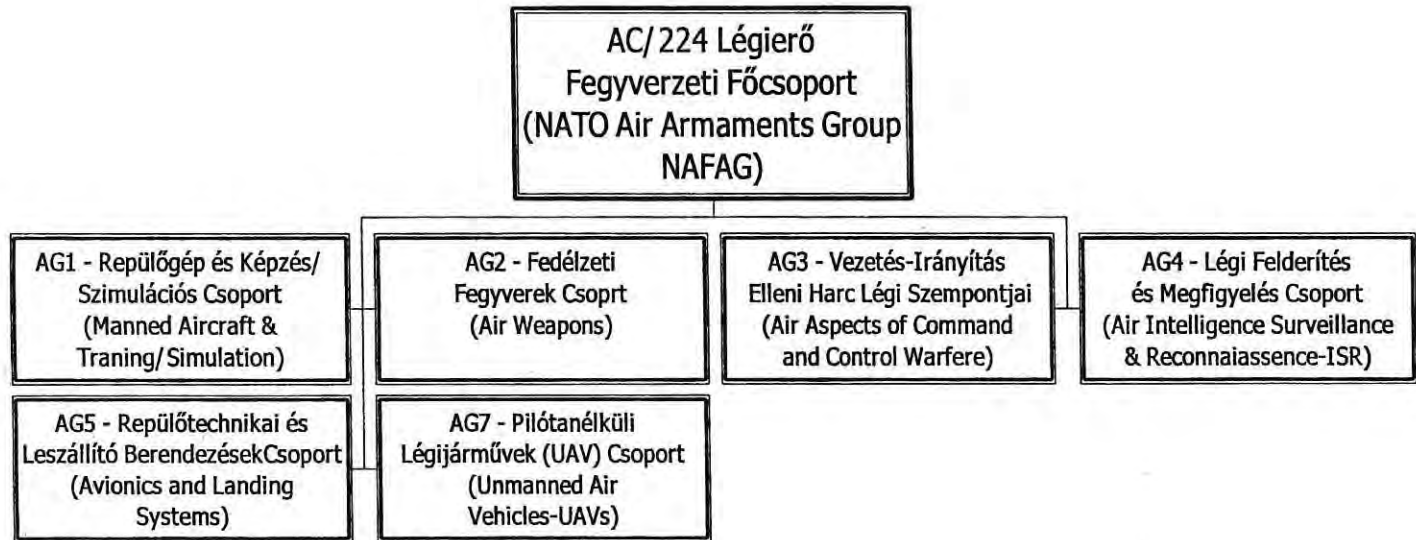 AC/224 Légierő
Fegyverzeti Főcsoport
(NATO Air Armaments Group
NAFAG)
AG1 - Repülőgép és Képzés/
Szimulációs Csoport
(Manned Aircraft &
Traning/Simulation)
AG2 - Fedélzeti
Fegyverek Csoprt
(Air Weapons)
AG3 - Vezetés-Irányítás
Elleni Harc Légi Szempontjai
(Air Aspects of Command
and Control Warfere)
AG4 - Légi Felderítés
és Megfigyelés Csoport
(Air Intelligence Surveillance
& Reconnaiassence-ISR)
AG5 - Repülőtechnikai és
Leszállító BerendezésekCsoport
(Avionics and Landing
Systems)
AG7 - Pilótanélküli
Légijárművek (UAV) Csoport
(Unmanned Air
Vehicles-UAVs)